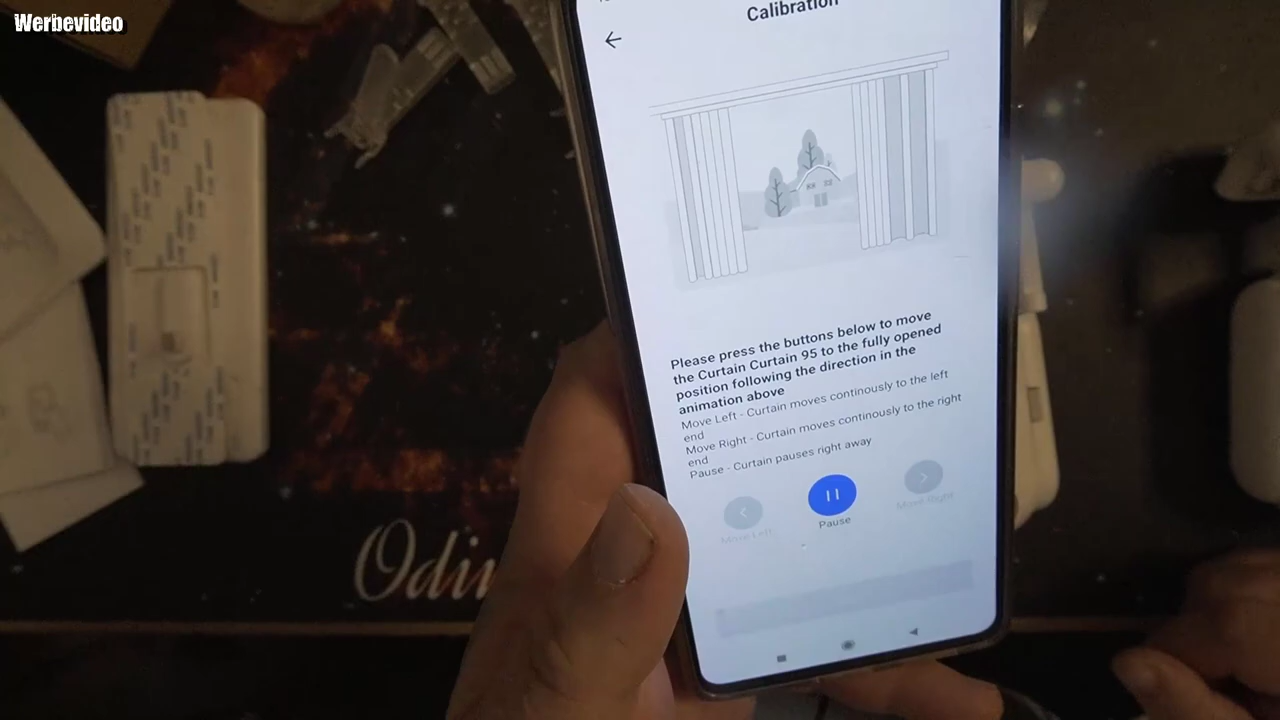 Werbevideo
Calibration
Please press the buttons below to move
the Curtain Curtain 95 to the fully opened
position following the direction in the
animation above
Move Left - Curtain moves continously to the left
end
Move Right - Curtain moves continously to the right
end
Pause - Curtain pauses right away
Move Left
Pause
Move Right